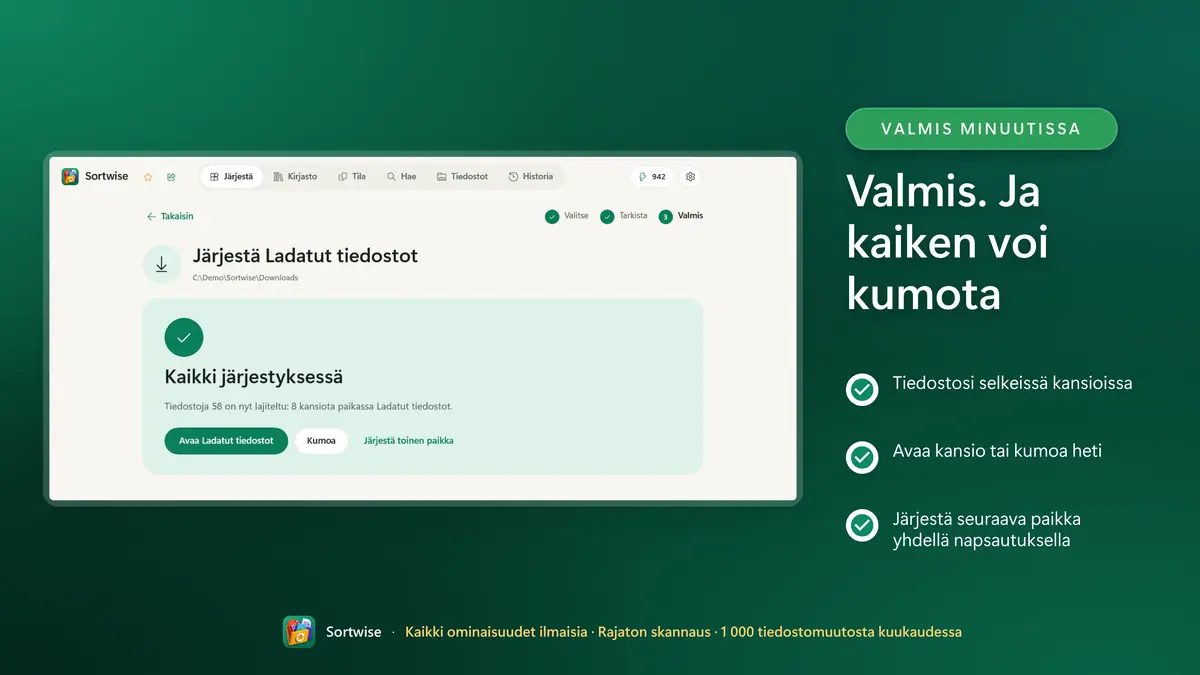 Sortwise
Järjestä
Kirjasto
Tila
Hae
Tiedostot
Historia
942
Takaisin
Valitse
Tarkista
3
Valmis
Järjestä Ladatut tiedostot
C:\Demo\Sortwise\Downloads
Kaikki järjestyksessä
Tiedostoja 58 on nyt lajiteltu: 8 kansiota paikassa Ladatut tiedostot.
Avaa Ladatut tiedostot
Kumoa
Järjestä toinen paikka
VALMIS MINUUTISSA
Valmis. Ja
kaiken voi
kumota
Tiedostosi selkeissä kansioissa
Avaa kansio tai kumoa heti
Järjestä seuraava paikka
yhdellä napsautuksella
Sortwise · Kaikki ominaisuudet ilmaisia · Rajaton skannaus · 1 000 tiedostomuutosta kuukaudessa